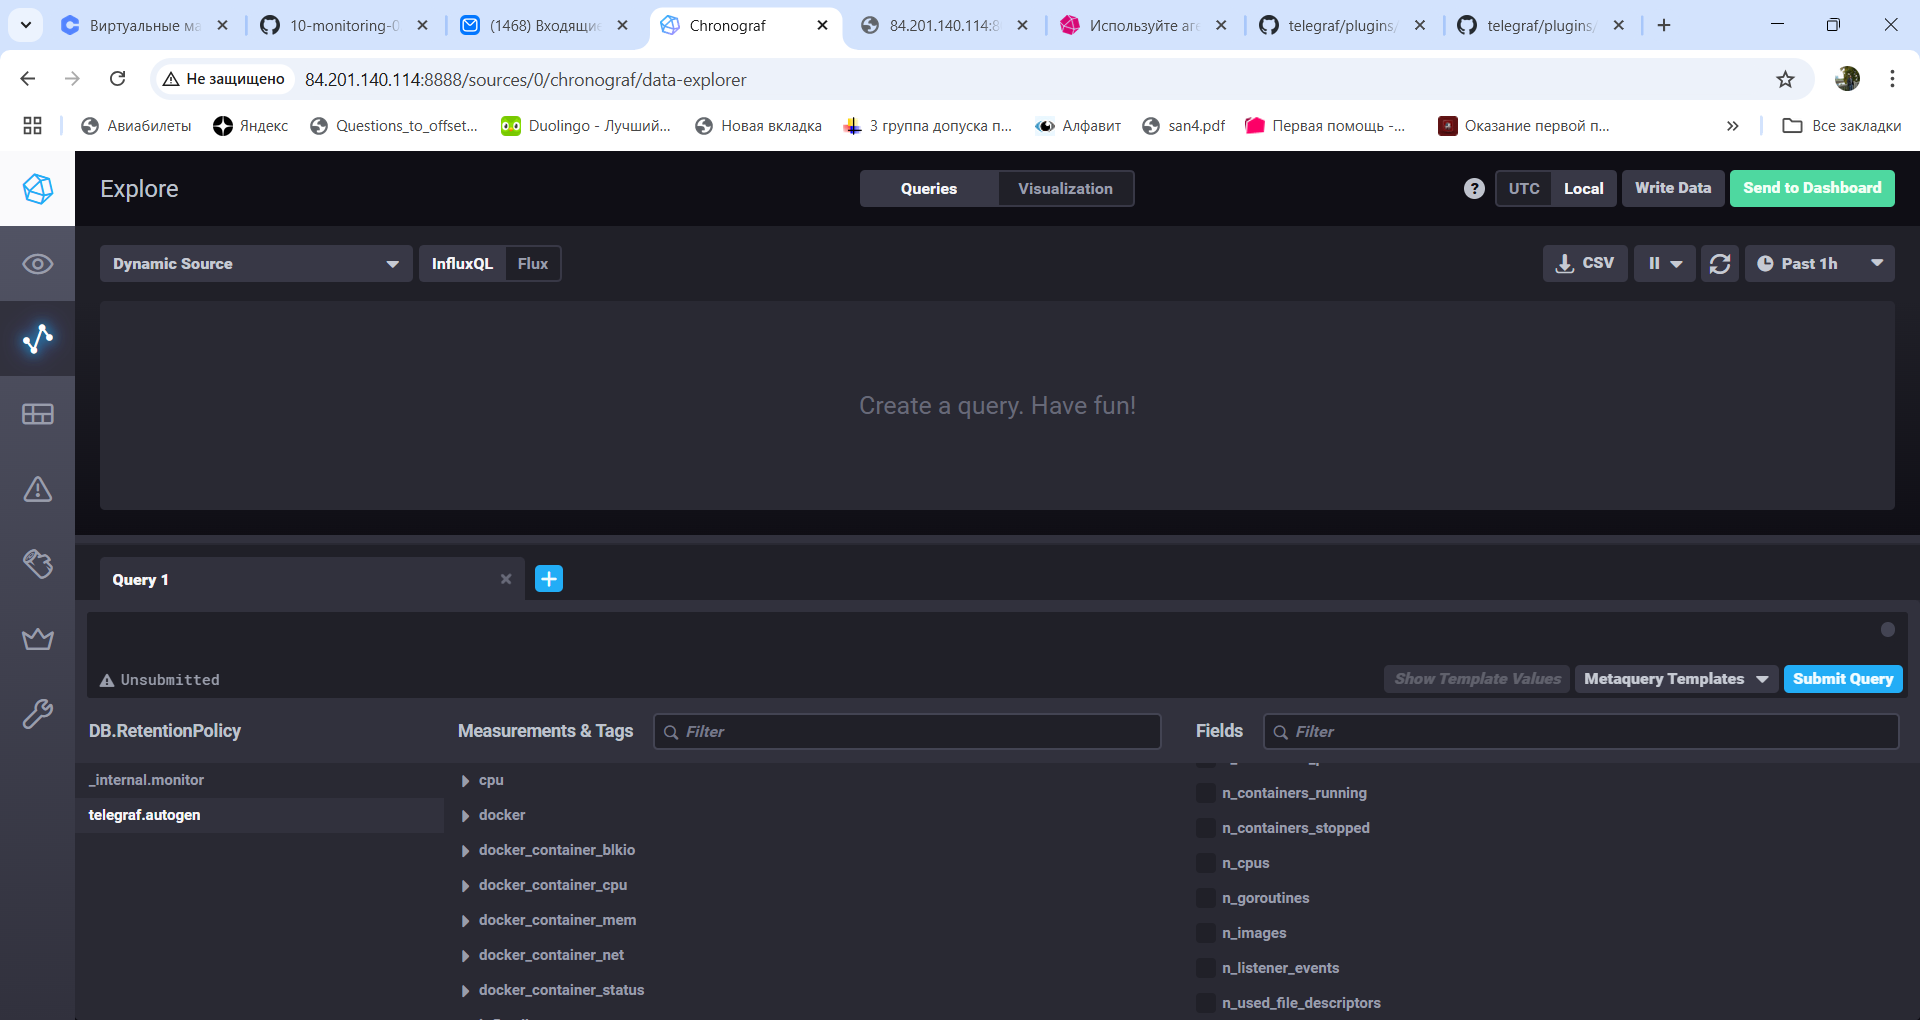 Виртуальные ма
10-monitoring-0
(1468) Входящие
Chronograf
84.201.140.114:8
Используйте аге
telegraf/plugins/
telegraf/plugins/
Не защищено
84.201.140.114:8888/sources/0/chronograf/data-explorer
Авиабилеты
Яндекс
Questions_to_offset...
Duolingo - Лучший...
Новая вкладка
3 группа допуска п...
Алфавит
san4.pdf
Первая помощь -...
Оказание первой п...
Все закладки
Explore
Queries
Visualization
UTC
Local
Write Data
Send to Dashboard
Dynamic Source
InfluxQL
Flux
CSV
Past 1h
Create a query. Have fun!
Query 1
Unsubmitted
Show Template Values
Metaquery Templates
Submit Query
DB.RetentionPolicy
Measurements & Tags
Filter
Fields
Filter
_internal.monitor
telegraf.autogen
cpu
docker
docker_container_blkio
docker_container_cpu
docker_container_mem
docker_container_net
docker_container_status
n_containers_running
n_containers_stopped
n_cpus
n_goroutines
n_images
n_listener_events
n_used_file_descriptors